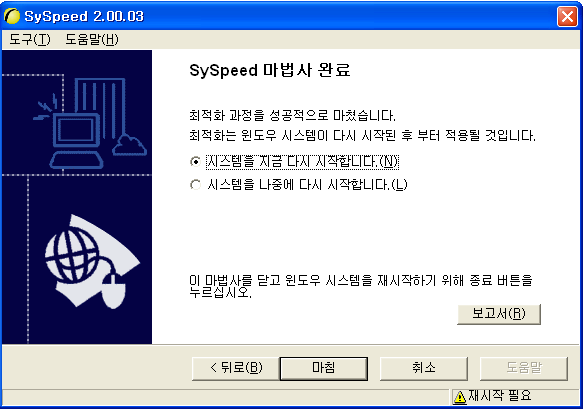 SySpeed 2.00.03
도구(T) 도움말(H)
SySpeed 마법사 완료
최적화 과정을 성공적으로 마쳤습니다.
최적화는 윈도우 시스템이 다시 시작된 후 부터 적용될 것입니다.
시스템을 지금 다시 시작합니다.(N)
시스템을 나중에 다시 시작합니다.(L)
이 마법사를 닫고 윈도우 시스템을 재시작하기 위해 종료 버튼을
누르십시오.
보고서(R)
< 뒤로(B) 마침 취소 도움말
재시작 필요